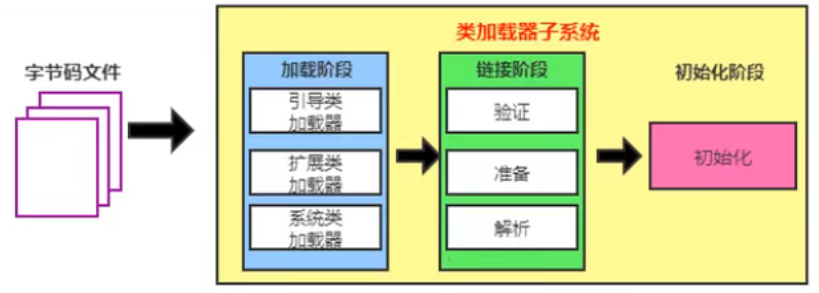 类加载器子系统
字节码文件
加载阶段
引导类
加载器
扩展类
加载器
系统类
加载器
链接阶段
验证
准备
解析
初始化阶段
初始化